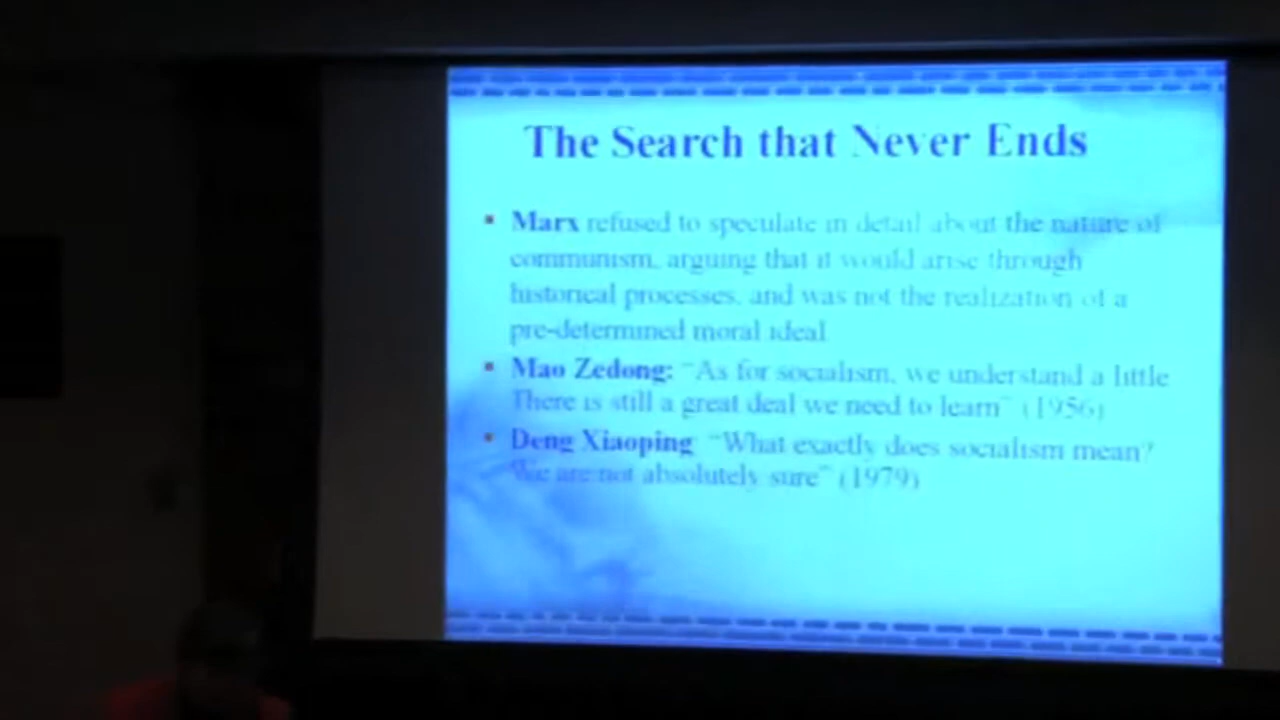 The Search that Never Ends
▪ Marx refused to speculate in detail about the nature of
communism, arguing that it would arise through
historical processes, and was not the realization of a
pre-determined moral ideal
▪ Mao Zedong: "As for socialism, we understand a little
There is still a great deal we need to learn" (1956)
▪ Deng Xiaoping "What exactly does socialism mean?
We are not absolutely sure" (1979)